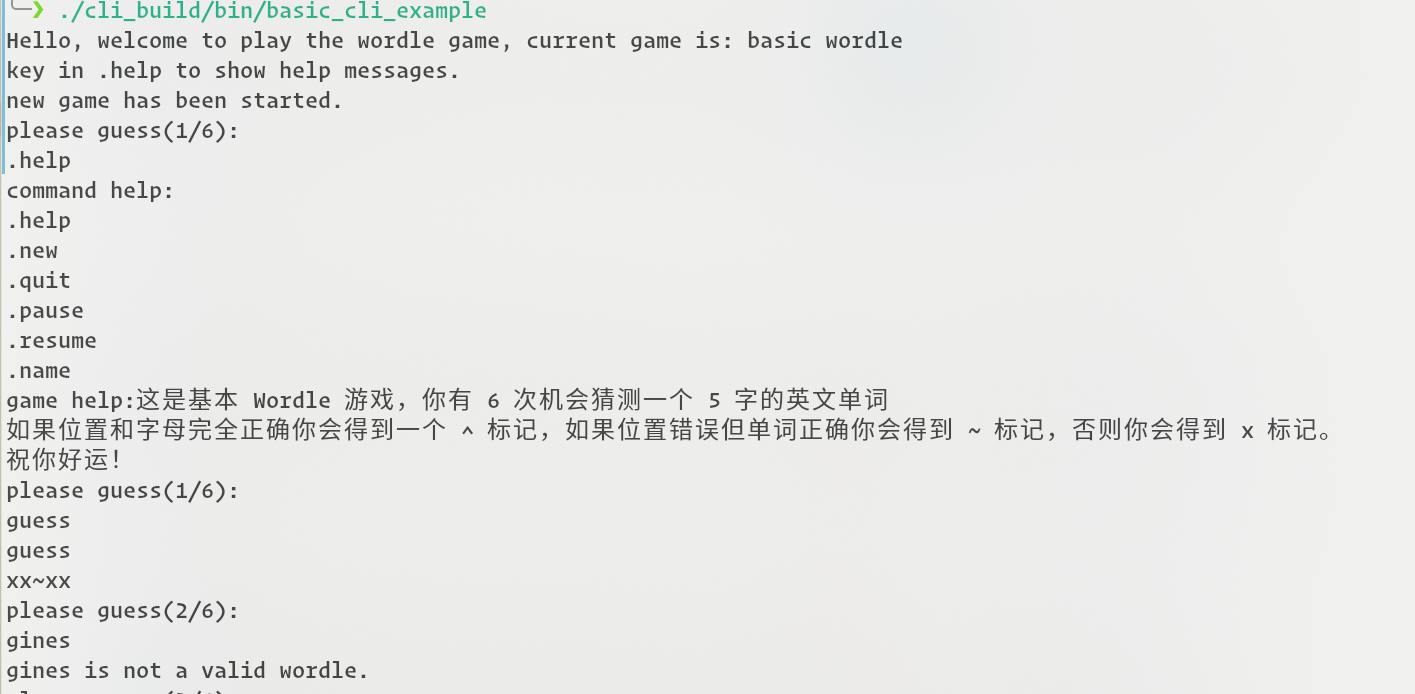 ❯ ./cli_build/bin/basic_cli_example
Hello, welcome to play the wordle game, current game is: basic wordle
key in .help to show help messages.
new game has been started.
please guess(1/6):
.help
command help:
.help
.new
.quit
.pause
.resume
.name
game help:这是基本 Wordle 游戏，你有 6 次机会猜测一个 5 字的英文单词
如果位置和字母完全正确你会得到一个 ^ 标记，如果位置错误但单词正确你会得到 ~ 标记，否则你会得到 x 标记。
祝你好运！
please guess(1/6):
guess
guess
xx~xx
please guess(2/6):
gines
gines is not a valid wordle.